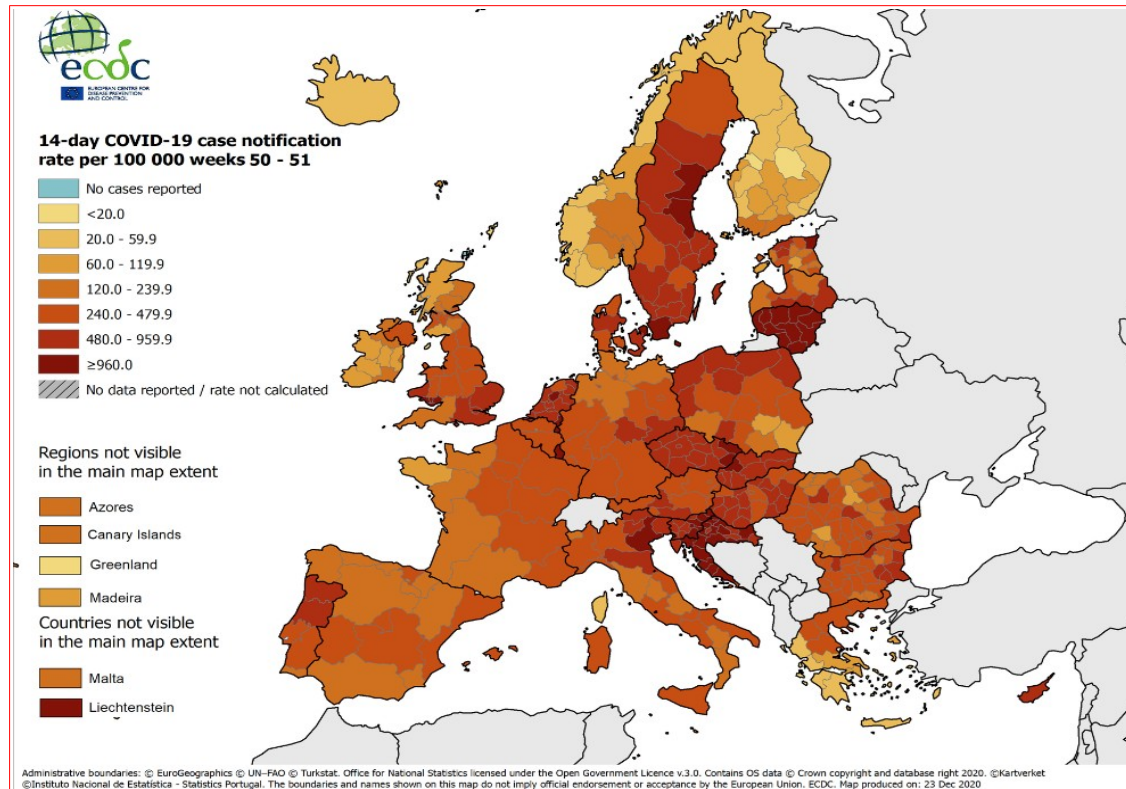 ecdc
EUROPEAN CENTRE FOR
DISEASE PREVENTION
AND CONTROL
14-day COVID-19 case notification
rate per 100 000 weeks 50 - 51
No cases reported
<20.0
20.0 - 59.9
60.0 - 119.9
120.0 - 239.9
240.0 - 479.9
480.0 - 959.9
≥960.0
No data reported / rate not calculated
Regions not visible
in the main map extent
Azores
Canary Islands
Greenland
Madeira
Countries not visible
in the main map extent
Malta
Liechtenstein
Administrative boundaries: © EuroGeographics © UN–FAO © Turkstat. Office for National Statistics licensed under the Open Government Licence v.3.0. Contains OS data © Crown copyright and database right 2020. ©Kartverket
©Instituto Nacional de Estatística - Statistics Portugal. The boundaries and names shown on this map do not imply official endorsement or acceptance by the European Union. ECDC. Map produced on: 23 Dec 2020